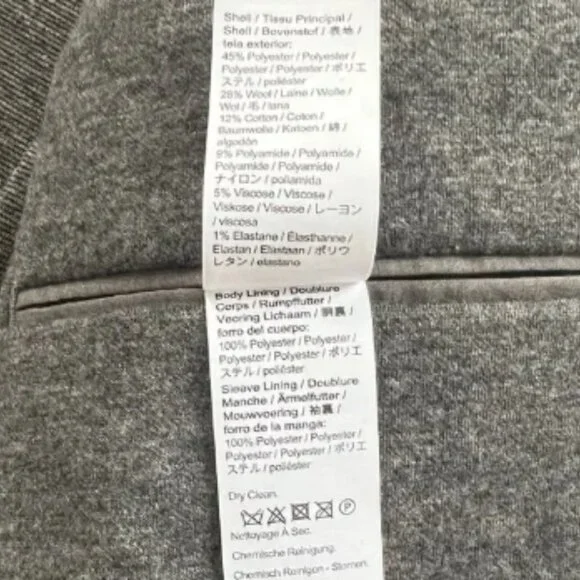 Shell / Tissu Principal /
Shell / Bovenstof / 表地 /
tela exterior:
45% Polyester / Polyester /
Polyester / Polyester / ポリエ
ステル / poliéster
28% Wool / Laine / Wolle /
Wol / 毛 / lana
12% Cotton / Coton /
Baumwolle / Katoen / 綿 /
algodón
9% Polyamide / Polyamide /
Polyamide / Polyamide /
ナイロン / poliamida
5% Viscose / Viscose /
Viskose / Viscose / レーヨン
/ viscosa
1% Elastane / Élasthanne /
Elastan / Elastaan / ポリウ
レタン / elastano
Body Lining / Doublure
Corps / Rumpffutter /
Voering Lichaam / 胴裏 /
forro del cuerpo:
100% Polyester / Polyester /
Polyester / Polyester / ポリエ
ステル / poliéster
Sleeve Lining / Doublure
Manche / Ärmelfutter /
Mouwvoering / 袖裏 /
forro de la manga:
100% Polyester / Polyester /
Polyester / Polyester / ポリエ
ステル / poliéster
Dry Clean.
P
Nettoyage À Sec.
Chemische Reinigung.
Chemisch Reinigen - Stomen.